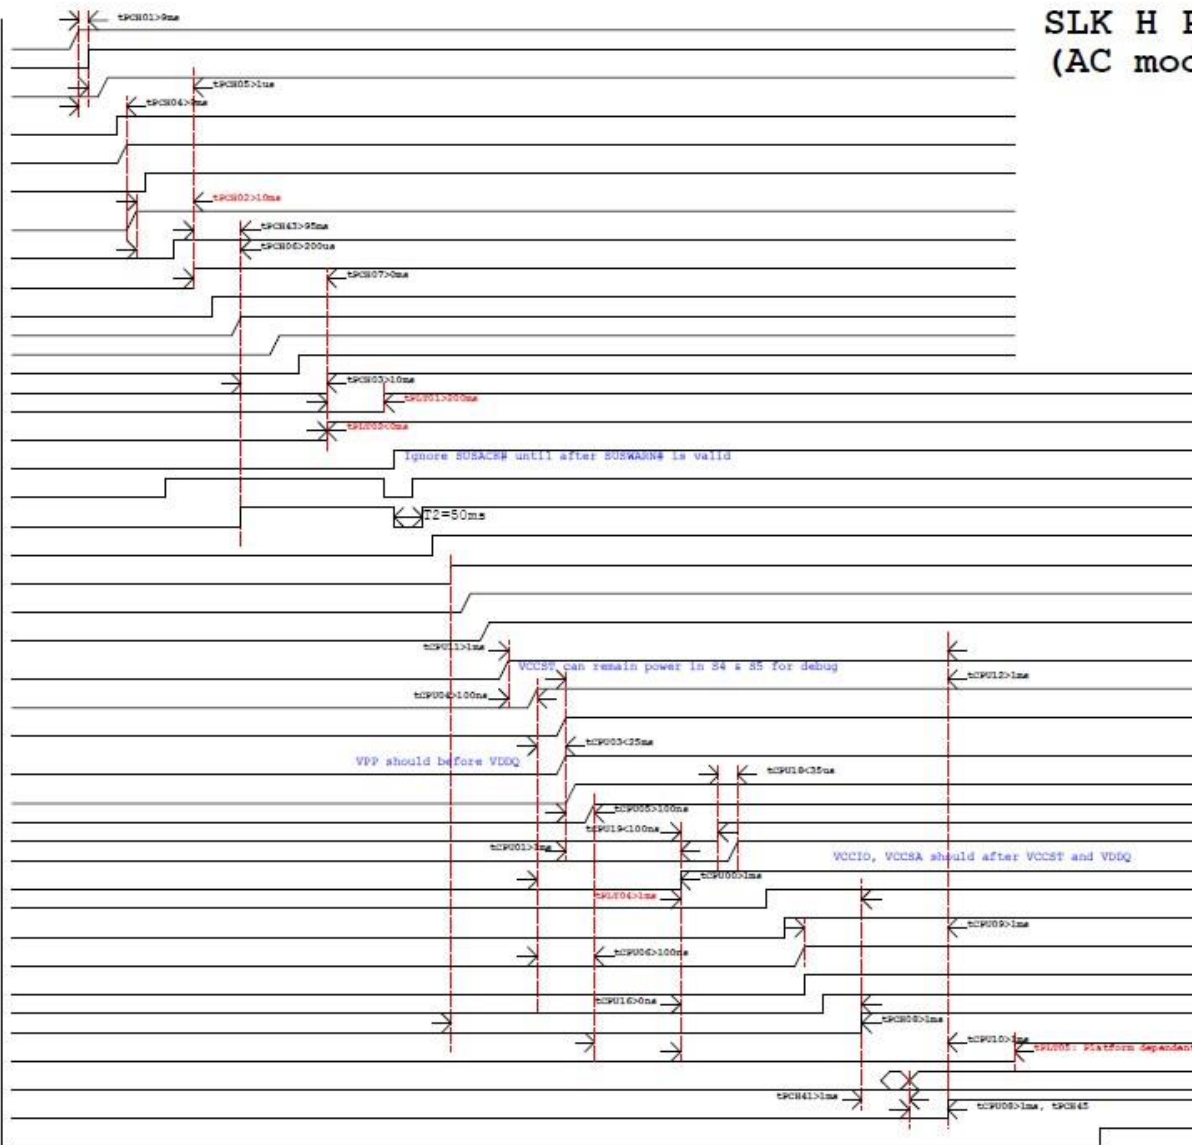 tPCH01>9ms
SLK H
(AC
tPCH05>1us
tPCH04>9ms
tPCH02>10ms
tPCH43>95ms
tPCH06>200us
tPCH07>0ms
tPCH03>10ms
tPLT01>200ms
tPLT02<0ms
Ignore SUSACK# until after SUSWARN# is valid
T2=50ms
tCPU11>1ms
VCCST can remain power in S4 & S5 for debug
tCPU12>1ms
tCPU04>100ns
tCPU03<25ms
VPP should before VDDQ
tCPU18<35us
tCPU05>100ns
tCPU19<100ns
tCPU01>1ms
VCCIO, VCCSA should after VCCST and VDDQ
tCPU00>1ms
tPLT04>1ms
tCPU09>1ms
tCPU06>100ns
tCPU16>0ns
tPCH08>1ms
tCPU10>1ms
tPLT05: Platform dependent
tPCH41>1ms
tCPU08>1ms, tPCH45